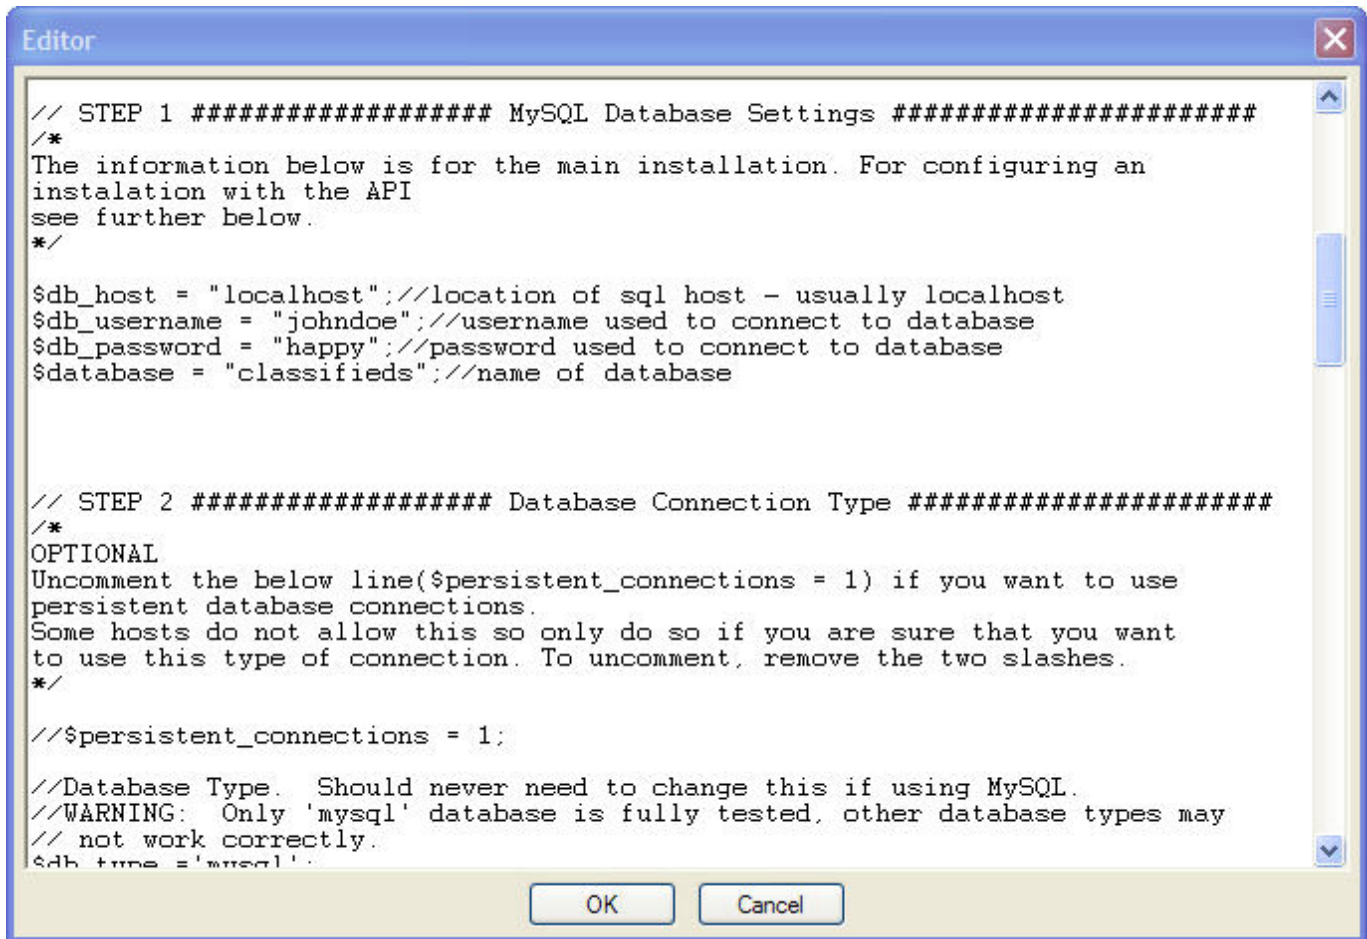 Editor
// STEP 1 ################### MySQL Database Settings #######################
/*
The information below is for the main installation. For configuring an
instalation with the API
see further below.
*/
$db_host = "localhost";//location of sql host – usually localhost
$db_username = "johndoe";//username used to connect to database
$db_password = "happy";//password used to connect to database
$database = "classifieds";//name of database
// STEP 2 ################### Database Connection Type #######################
/*
OPTIONAL
Uncomment the below line($persistent_connections = 1) if you want to use
persistent database connections.
Some hosts do not allow this so only do so if you are sure that you want
to use this type of connection. To uncomment, remove the two slashes.
*/
//$persistent_connections = 1;
//Database Type.  Should never need to change this if using MySQL.
//WARNING:  Only 'mysql' database is fully tested, other database types may
// not work correctly.
$db_type ='mysql';
OK
Cancel